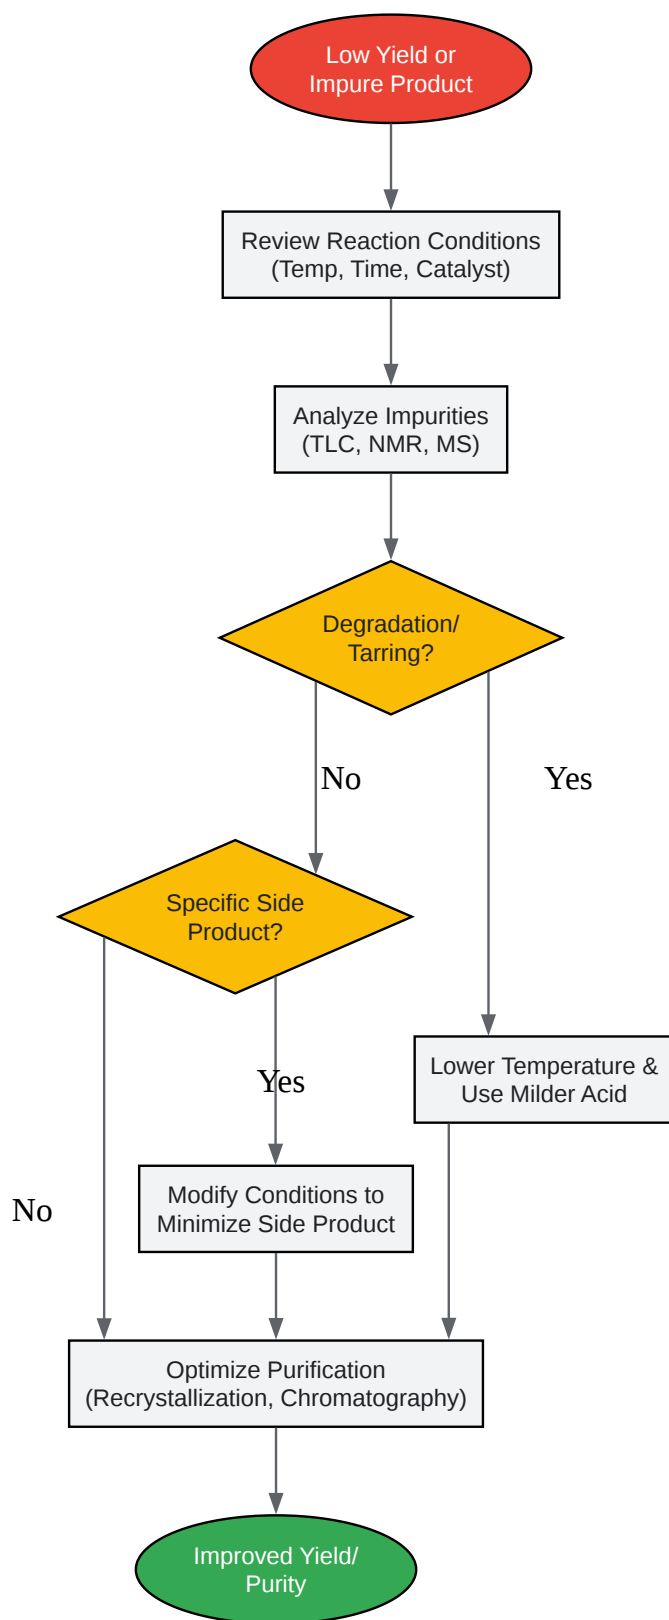 Low Yield or
Impure Product
Review Reaction Conditions
(Temp, Time, Catalyst)
Analyze Impurities
(TLC, NMR, MS)
Degradation/
Tarring?
No
Yes
Specific Side
Product?
Lower Temperature &
Use Milder Acid
Yes
Modify Conditions to
Minimize Side Product
No
Optimize Purification
(Recrystallization, Chromatography)
Improved Yield/
Purity